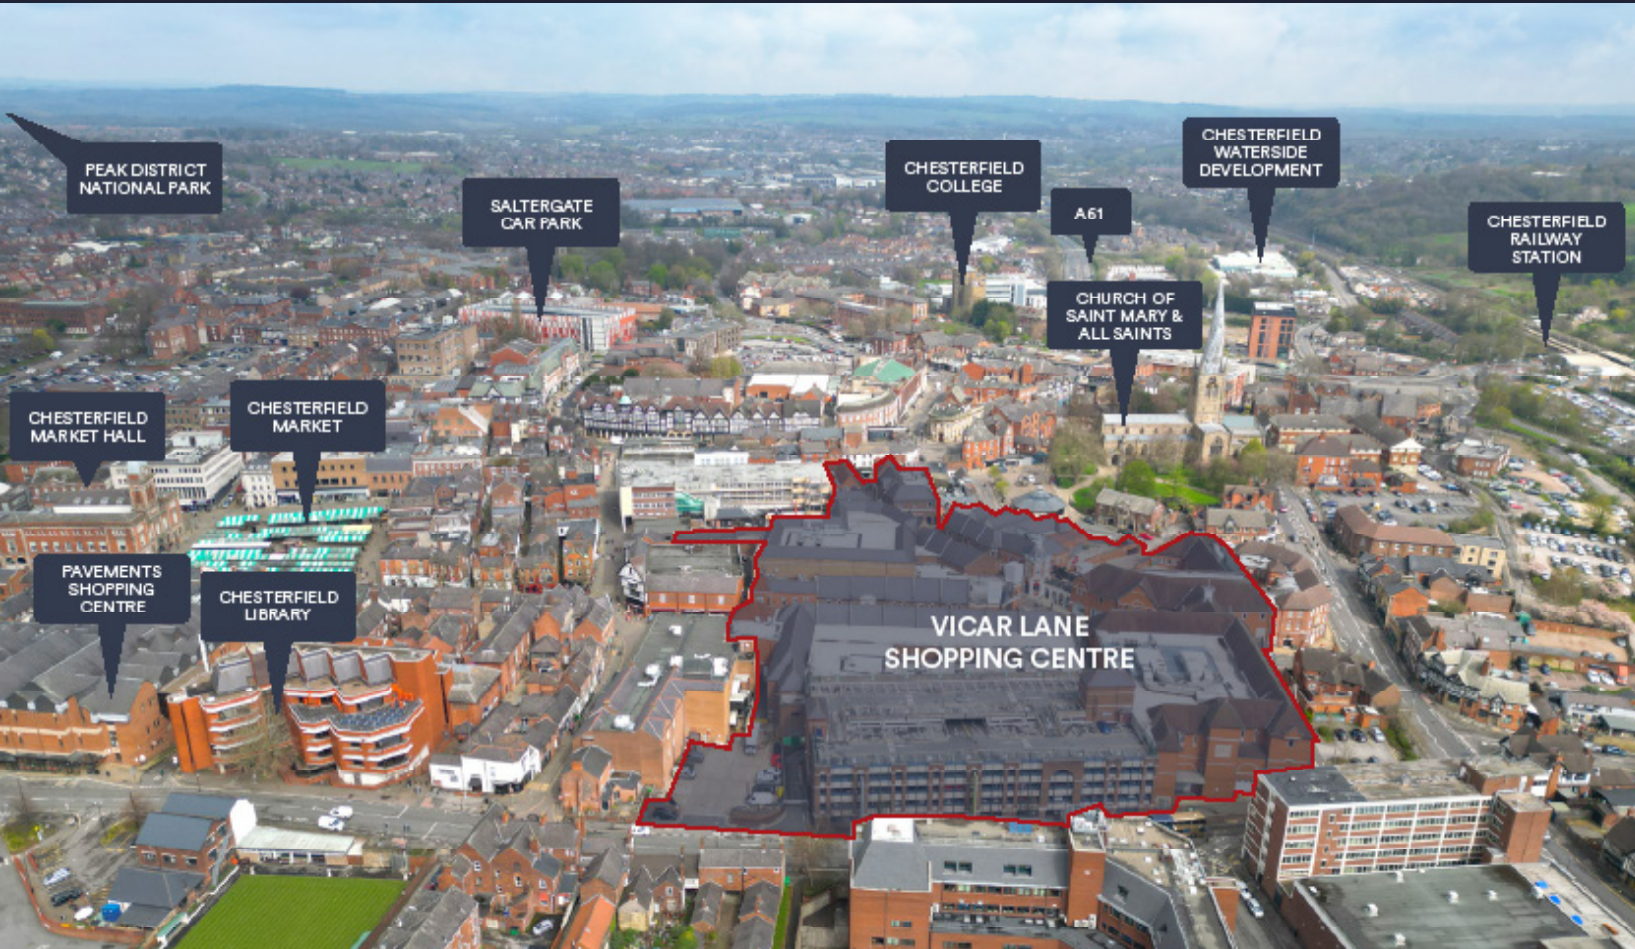 PEAK DISTRICT
NATIONAL PARK
SALTERGATE
CAR PARK
CHESTERFIELD
COLLEGE
A61
CHESTERFIELD
WATERSIDE
DEVELOPMENT
CHESTERFIELD
RAILWAY
STATION
CHURCH OF
SAINT MARY &
ALL SAINTS
CHESTERFIELD
MARKET HALL
CHESTERFIELD
MARKET
PAVEMENTS
SHOPPING
CENTRE
CHESTERFIELD
LIBRARY
VICAR LANE
SHOPPING CENTRE